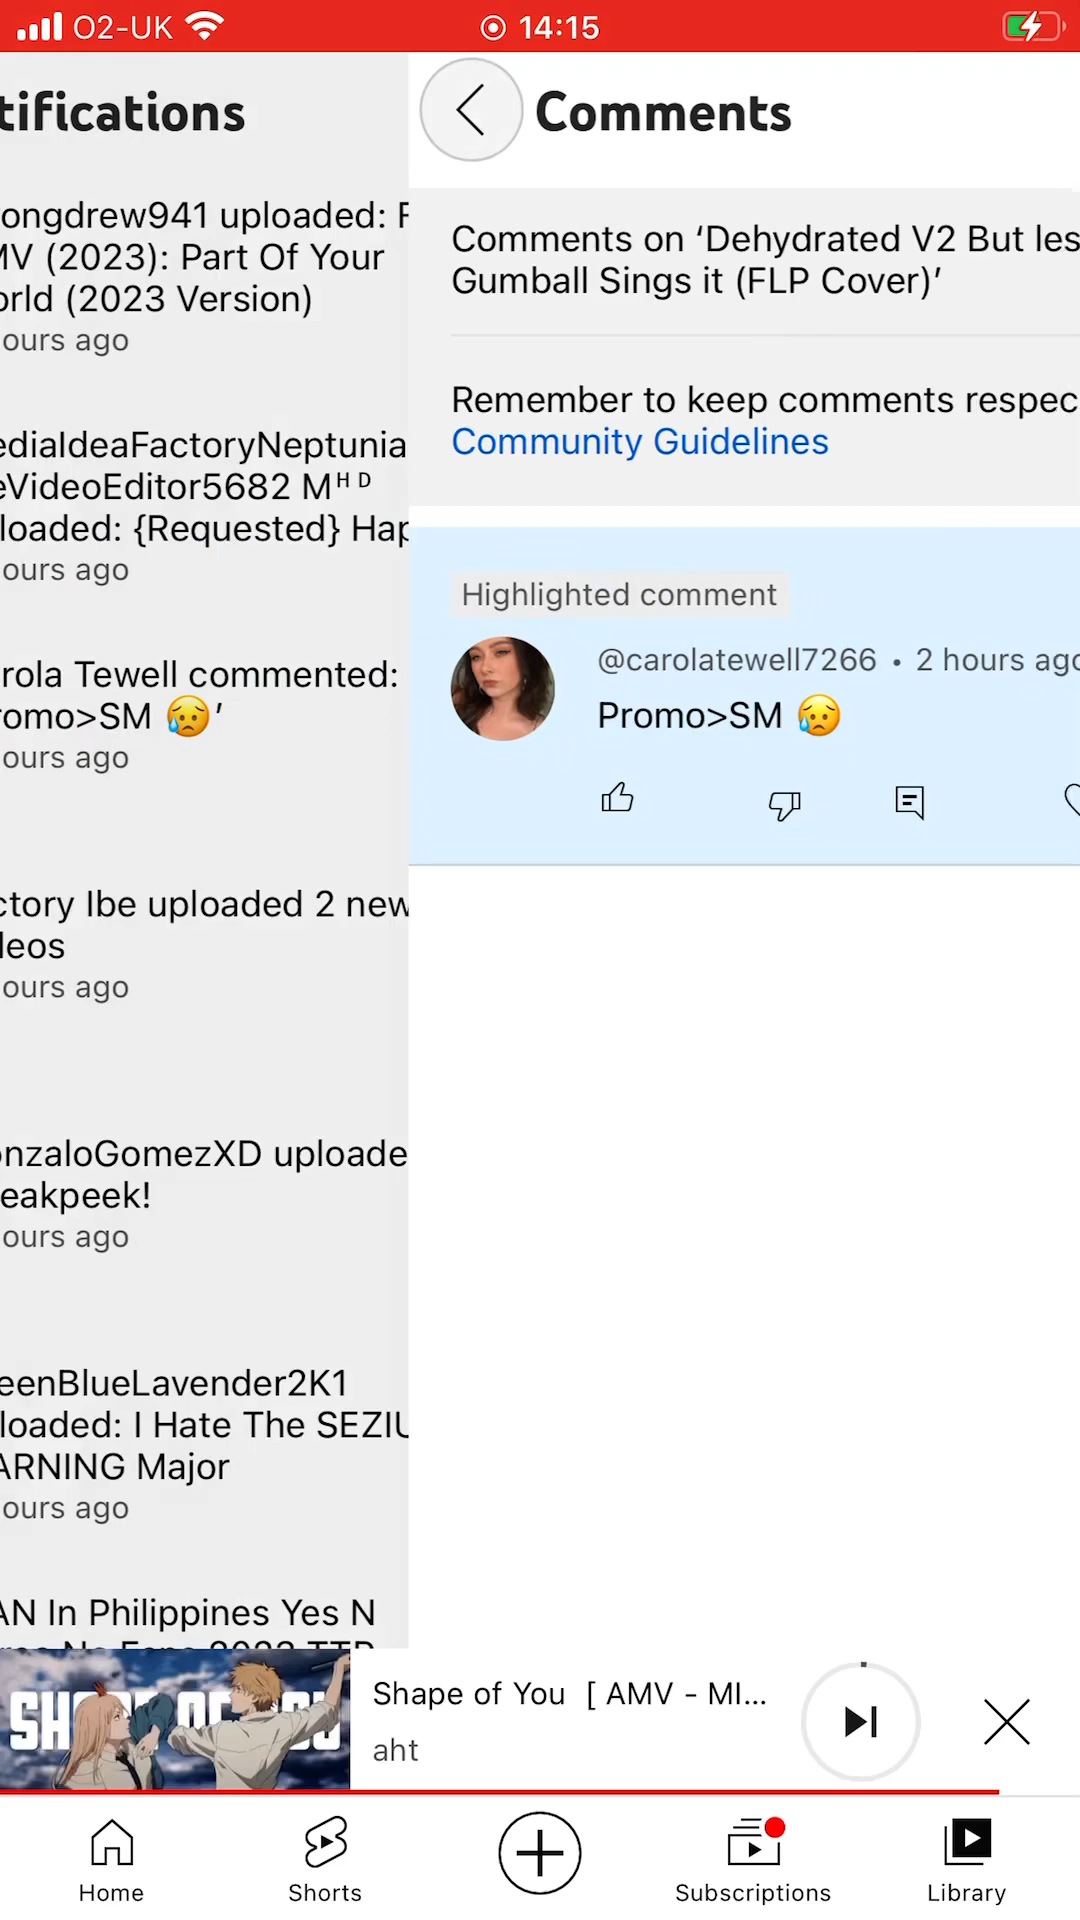 O2-UK 14:15
tifications
ongdrew941 uploaded: F
MV (2023): Part Of Your
orld (2023 Version)
ours ago
ediaIdeaFactoryNeptunia
eVideoEditor5682 Mᴴ ᴰ
loaded: {Requested} Hap
ours ago
rola Tewell commented:
romo>SM 😥’
ours ago
ctory Ibe uploaded 2 new
leos
ours ago
onzaloGomezXD uploade
eakpeek!
ours ago
eenBlueLavender2K1
loaded: I Hate The SEZIU
ARNING Major
ours ago
AN In Philippines Yes N
Comments
Comments on ‘Dehydrated V2 But les
Gumball Sings it (FLP Cover)’
Remember to keep comments respec
Community Guidelines
Highlighted comment
@carolatewell7266 • 2 hours ago
Promo>SM 😥
Shape of You [ AMV - MI...
aht
Home
Shorts
Subscriptions
Library